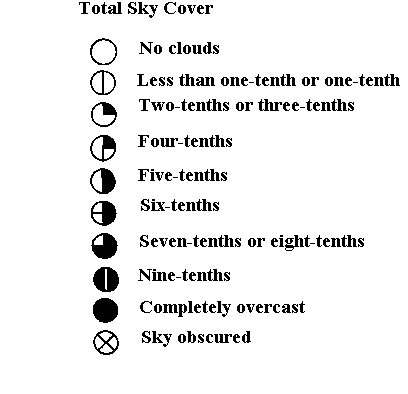 Total Sky Cover
No clouds
Less than one-tenth or one-tenth
Two-tenths or three-tenths
Four-tenths
Five-tenths
Six-tenths
Seven-tenths or eight-tenths
Nine-tenths
Completely overcast
Sky obscured